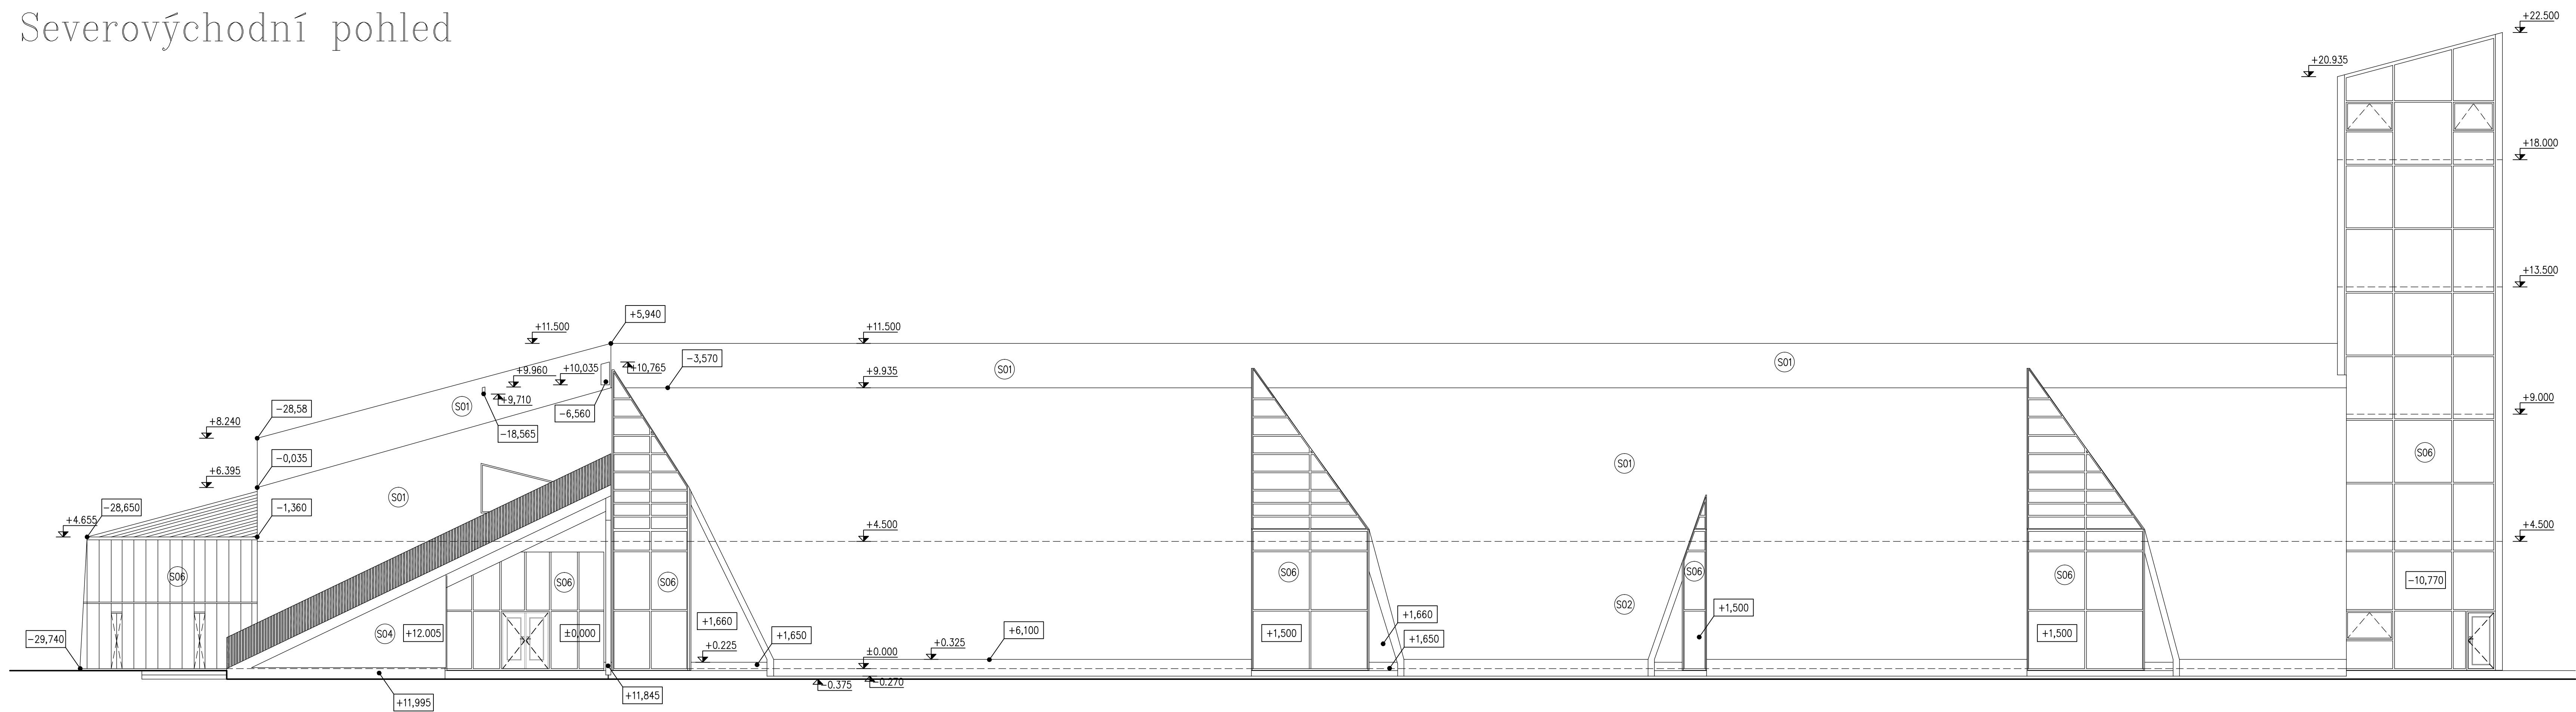 Severovýchodní pohled
+22.500
+20.935
+18.000
+13.500
+5,940
+11.500
+11.500
-3,570
S01
S01
+9.960
+10,035
+10,765
+9.935
-28,58
S01
+9,710
-6,560
+9.000
+8.240
-18,565
-0,035
S01
S06
+6.395
S01
-28,650
-1,360
+4.655
+4.500
+4.500
S06
S06
S06
S06
S06
S06
-10,770
S02
+1,500
+1,660
+1,660
-29,740
S04
+12.005
±0,000
+1,650
+6,100
+1,500
+1,650
+1,500
+0.225
+0.325
±0.000
+11,995
+11,845
-0.375
-0.270